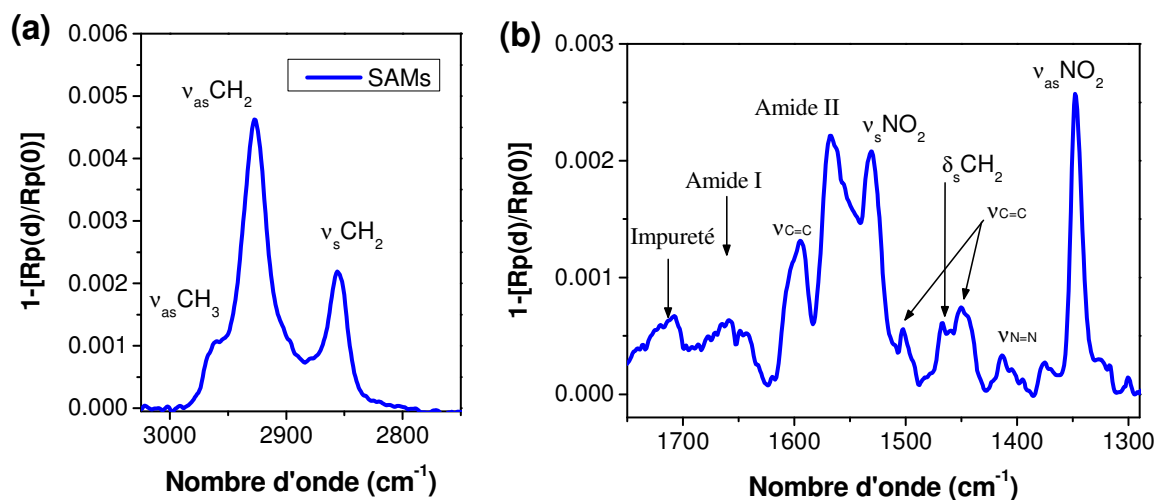 (a)
0.006
0.005
0.004
0.003
0.002
0.001
0.000
1-[Rp(d)/Rp(0)]
SAMs
νasCH2
νsCH2
νasCH3
3000 2900 2800
Nombre d'onde (cm-1)
(b)
0.003
0.002
0.001
0.000
1-[Rp(d)/Rp(0)]
νasNO2
Amide II
νsNO2
δsCH2
Amide I
νC=C
Impureté
νC=C
νN=N
1700 1600 1500 1400 1300
Nombre d'onde (cm-1)